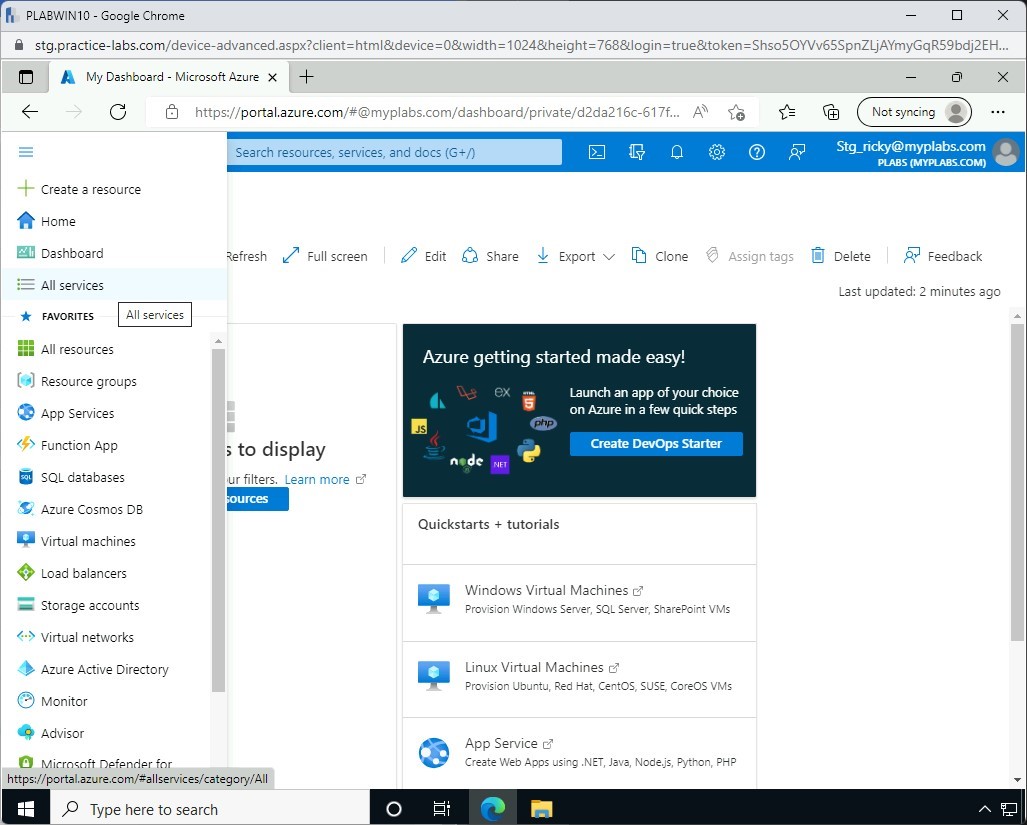 PLABWIN10 - Google Chrome
stg.practice-labs.com/device-advanced.aspx?client=html&device=0&width=1024&height=768&login=true&token=Shso5OYVv65SpnZLjAYmyGqR59bdj2EH...
My Dashboard - Microsoft Azure
https://portal.azure.com/#@myplabs.com/dashboard/private/d2da216c-617f...
Not syncing
Search resources, services, and docs (G+/)
Stg_ricky@myplabs.com
PLABS (MYPLABS.COM)
Create a resource
Home
Dashboard
All services
FAVORITES
All services
All resources
Resource groups
App Services
Function App
SQL databases
Azure Cosmos DB
Virtual machines
Load balancers
Storage accounts
Virtual networks
Azure Active Directory
Monitor
Advisor
Microsoft Defender for
https://portal.azure.com/#allservices/category/All
Refresh
Full screen
Edit
Share
Export
Clone
Assign tags
Delete
Feedback
Last updated: 2 minutes ago
s to display
ur filters. Learn more
sources
Azure getting started made easy!
Launch an app of your choice
on Azure in a few quick steps
Create DevOps Starter
EX
HTML
5
JS
php
node
NET
Quickstarts + tutorials
Windows Virtual Machines
Provision Windows Server, SQL Server, SharePoint VMs
Linux Virtual Machines
Provision Ubuntu, Red Hat, CentOS, SUSE, CoreOS VMs
App Service
Create Web Apps using .NET, Java, Node.js, Python, PHP
Type here to search